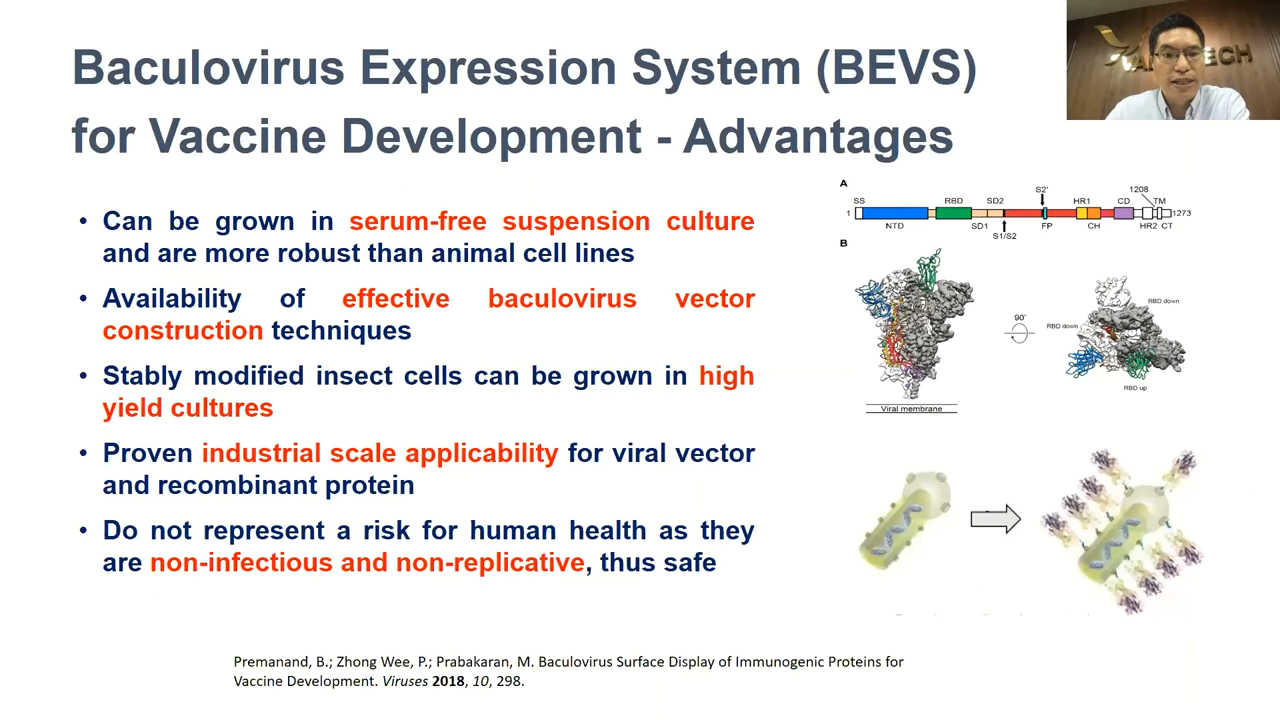 Baculovirus Expression System (BEVS)
for Vaccine Development - Advantages
• Can be grown in serum-free suspension culture
and are more robust than animal cell lines
• Availability of effective baculovirus vector
construction techniques
• Stably modified insect cells can be grown in high
yield cultures
• Proven industrial scale applicability for viral vector
and recombinant protein
• Do not represent a risk for human health as they
are non-infectious and non-replicative, thus safe
A
S2' 1208
SS RBD SD2 HR1 CD TM
1 1273
NTD SD1 FP CH HR2 CT
S1/S2
B
RBD down
90°
RBD down
RBD up
Viral membrane
Premanand, B.; Zhong Wee, P.; Prabakaran, M. Baculovirus Surface Display of Immunogenic Proteins for
Vaccine Development. Viruses 2018, 10, 298.